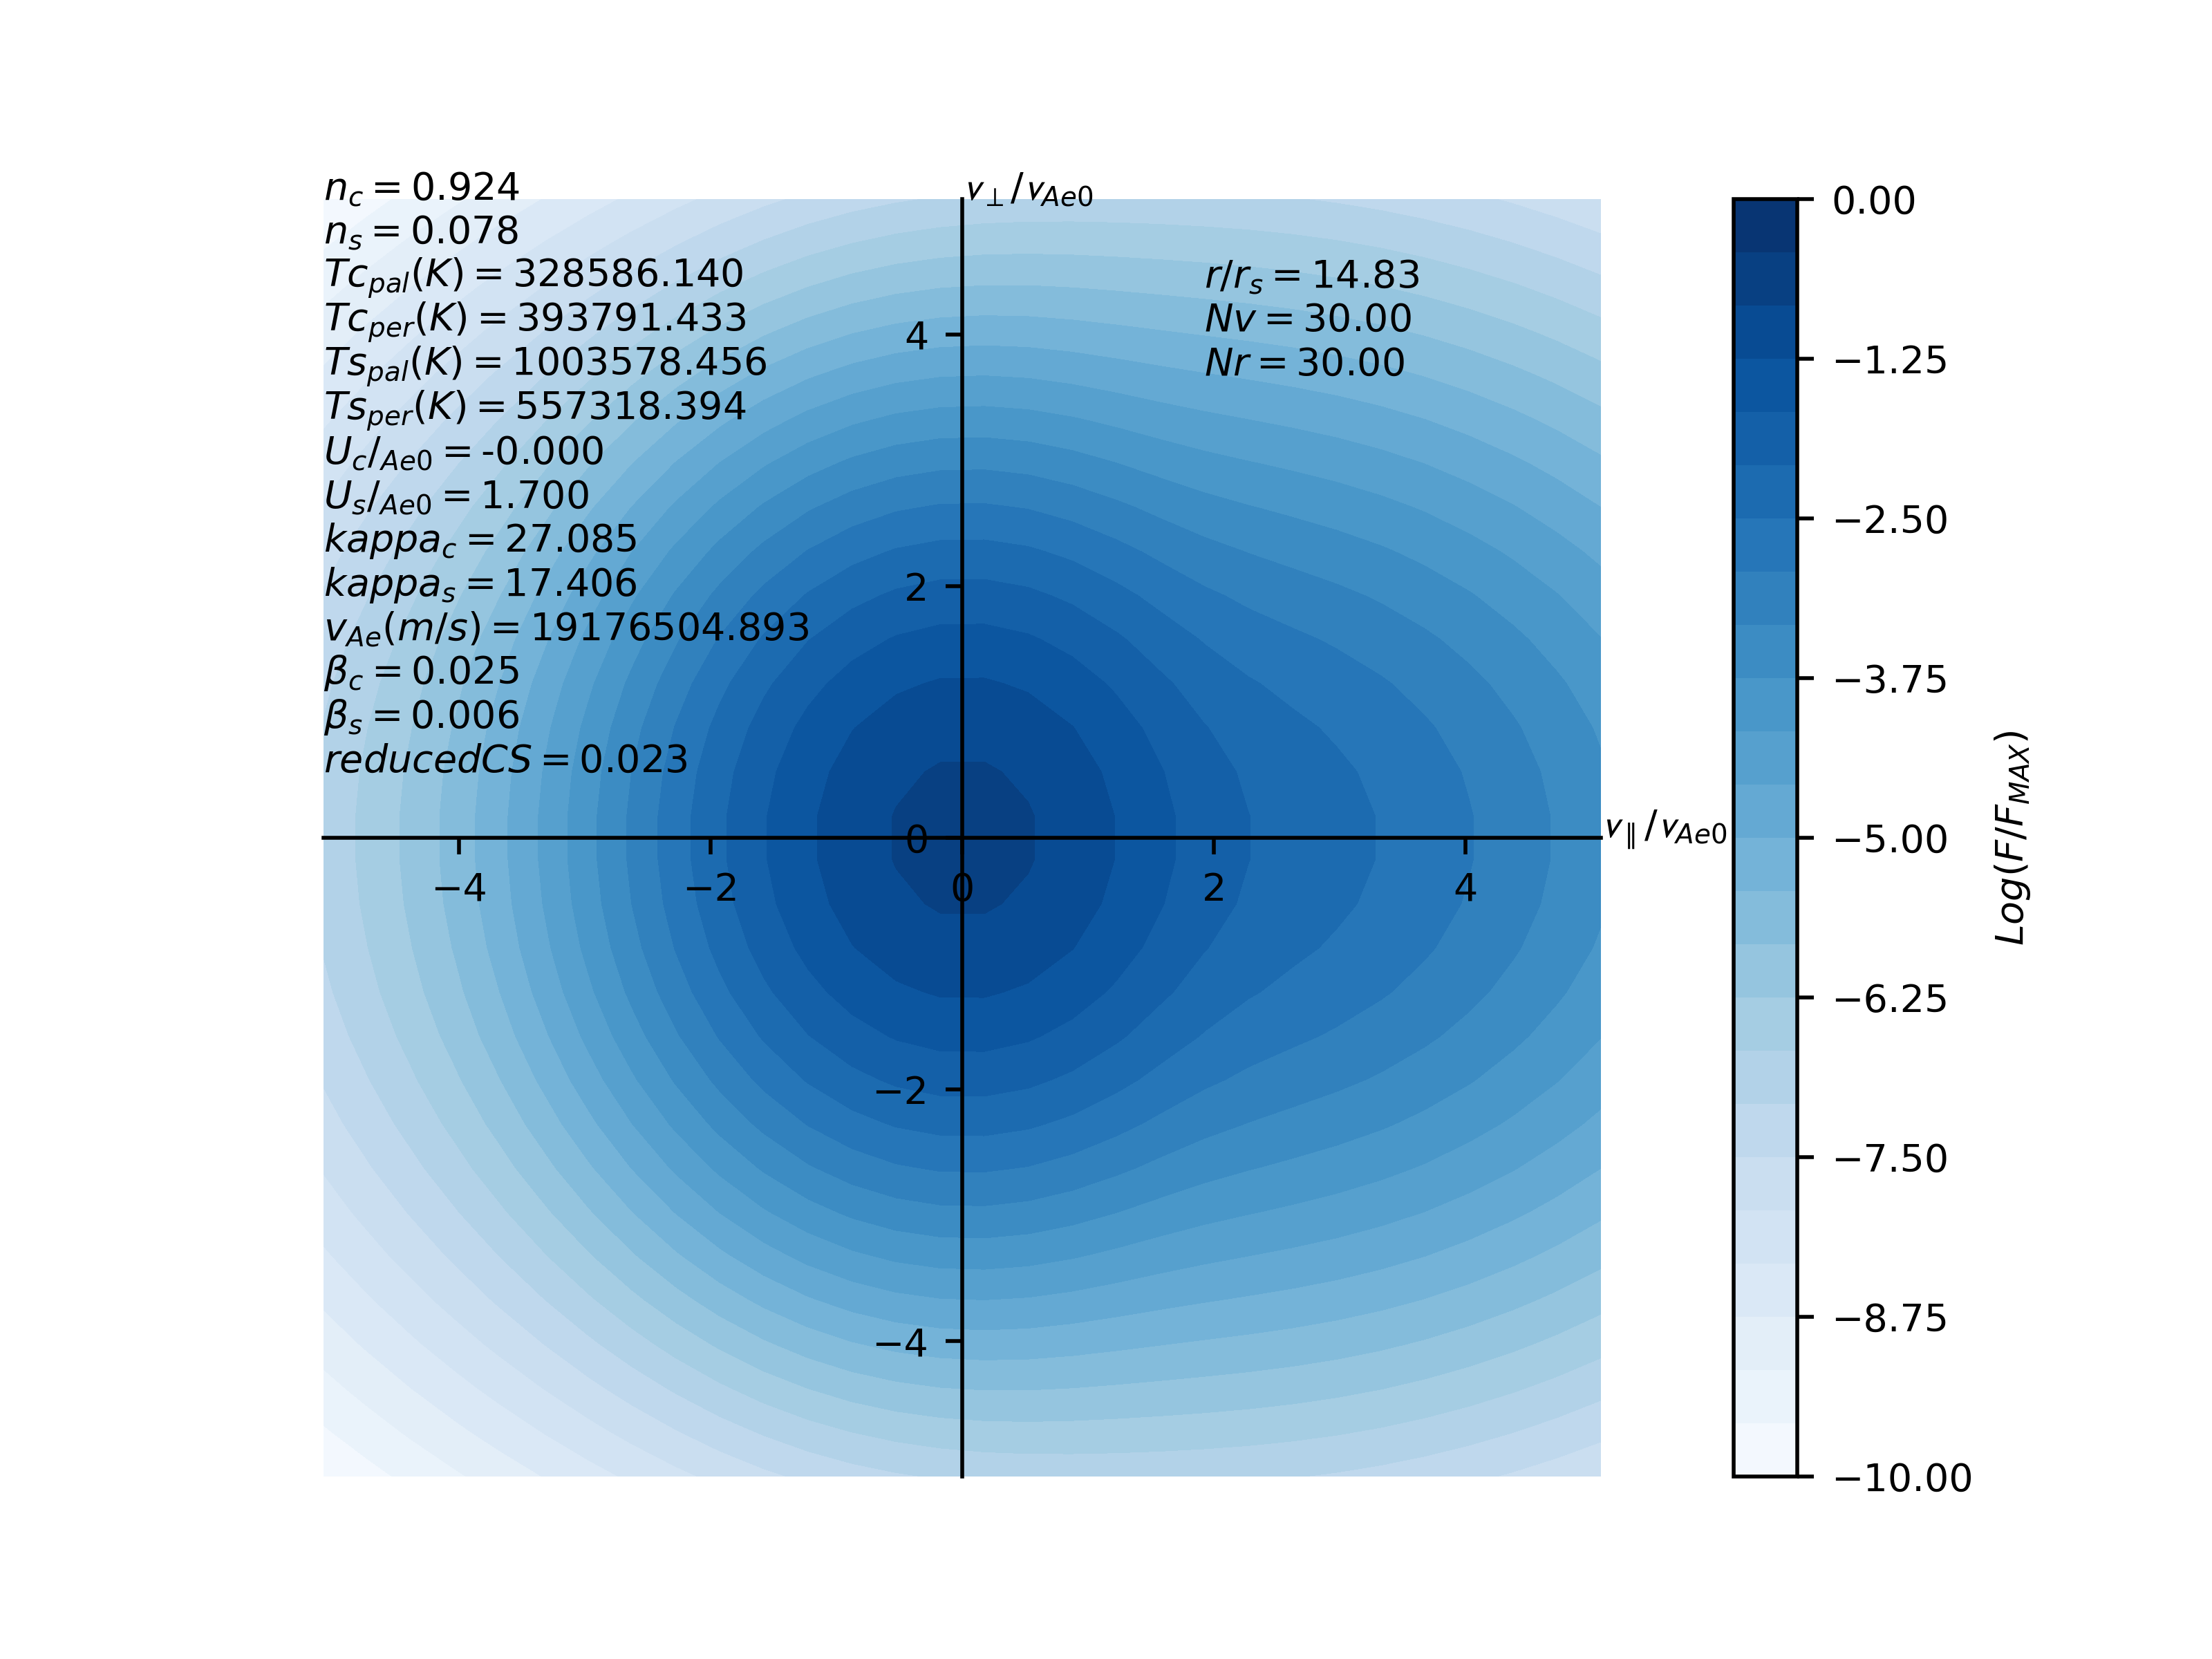 n_c = 0.924
n_s = 0.078
Tc_pal(K) = 328586.140
Tc_per(K) = 393791.433
Ts_pal(K) = 1003578.456
Ts_per(K) = 557318.394
U_c/_Ae0 = -0.000
U_s/_Ae0 = 1.700
kappa_c = 27.085
kappa_s = 17.406
v_Ae(m/s) = 19176504.893
β_c = 0.025
β_s = 0.006
reducedCS = 0.023
v_⊥/v_Ae0
r/r_s = 14.83
Nv = 30.00
Nr = 30.00
4
2
0
−2
−4
−4
−2
0
2
4
v_∥/v_Ae0
0.00
−1.25
−2.50
−3.75
−5.00
−6.25
−7.50
−8.75
−10.00
Log(F/F_MAX)